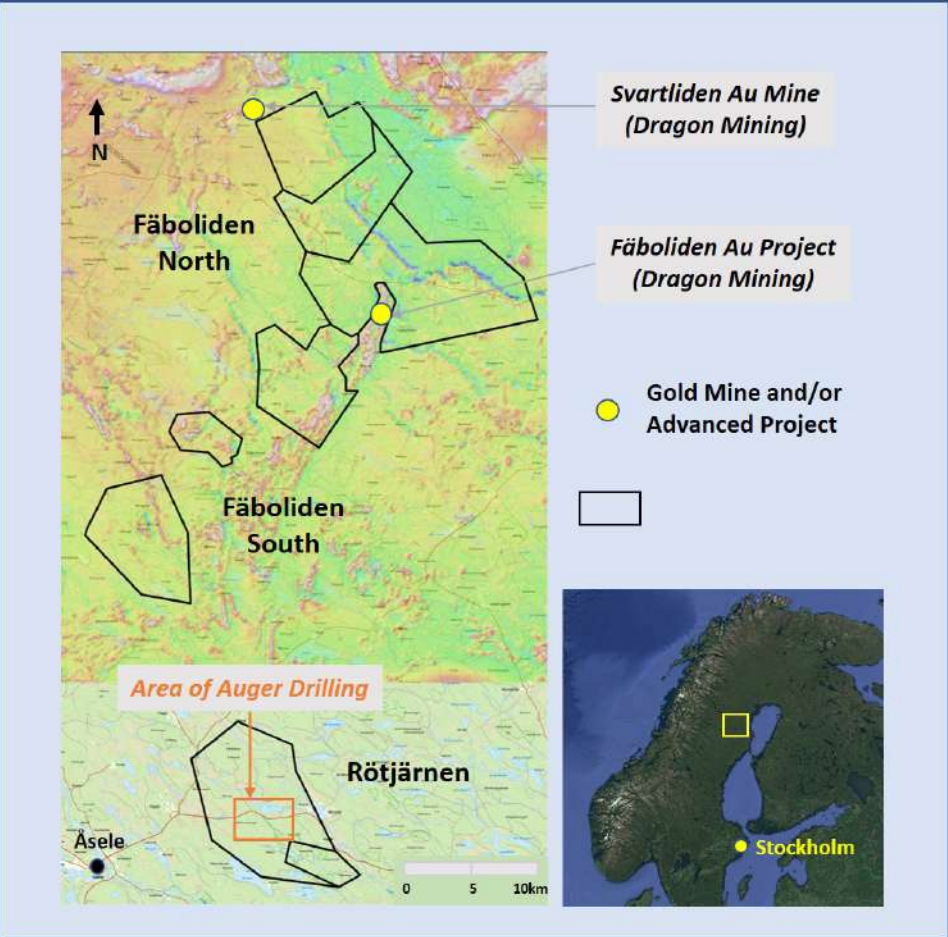 Svartliden Au Mine
(Dragon Mining)
N
Fäboliden
North
Fäboliden Au Project
(Dragon Mining)
Gold Mine and/or
Advanced Project
Fäboliden
South
Area of Auger Drilling
Rötjärnen
Åsele
0 5 10km
Stockholm